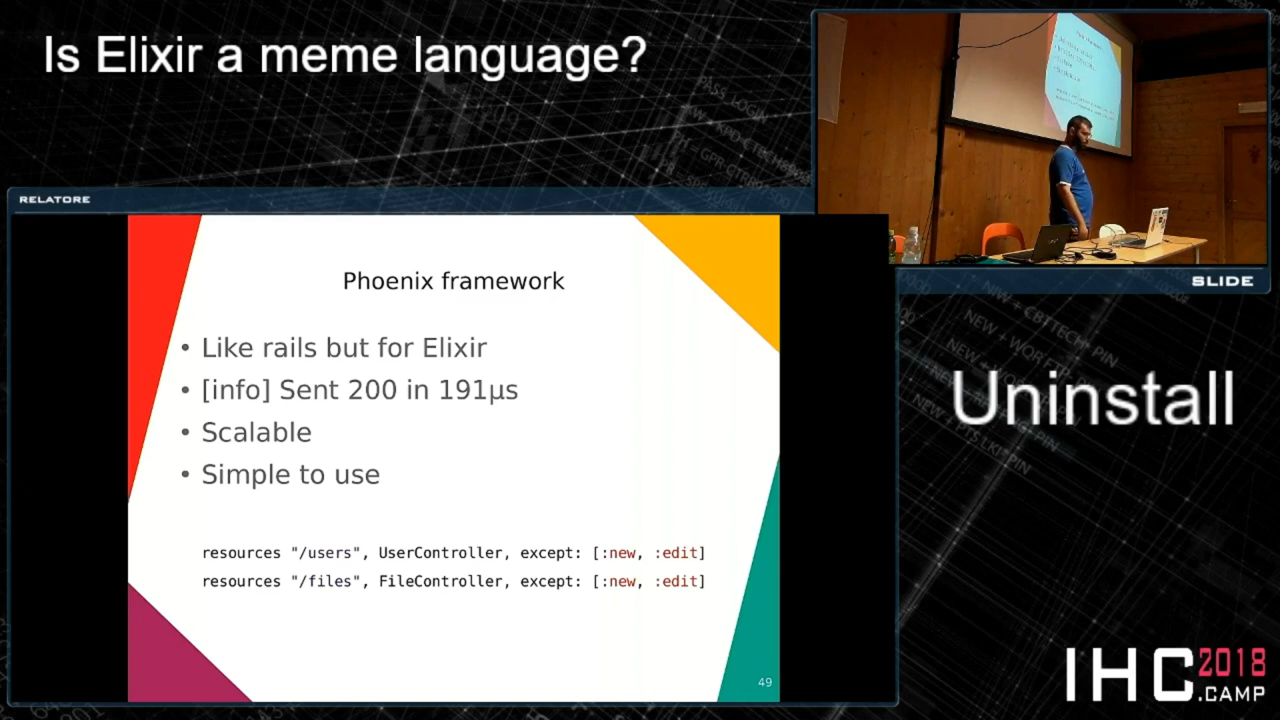 Is Elixir a meme language?
RELATORE
Phoenix framework
• Like rails but for Elixir
• [info] Sent 200 in 191µs
• Scalable
• Simple to use
resources "/users", UserController, except: [:new, :edit]
resources "/files", FileController, except: [:new, :edit]
49
SLIDE
Uninstall
IHC 2018
.CAMP